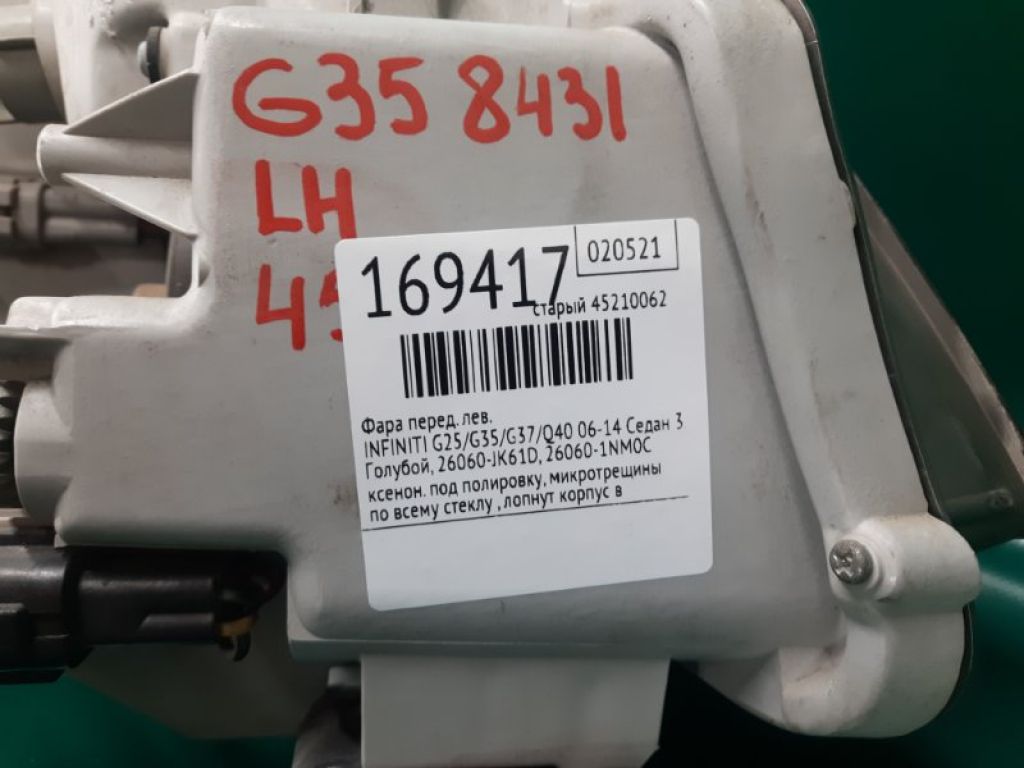 G35 8431
LH
45
169417
020521
старый 45210062
Фара перед. лев.
INFINITI G25/G35/G37/Q40 06-14 Седан 3
Голубой, 26060-JK61D, 26060-1NM0C
ксенон. под полировку, микротрещины
по всему стеклу , лопнут корпус в